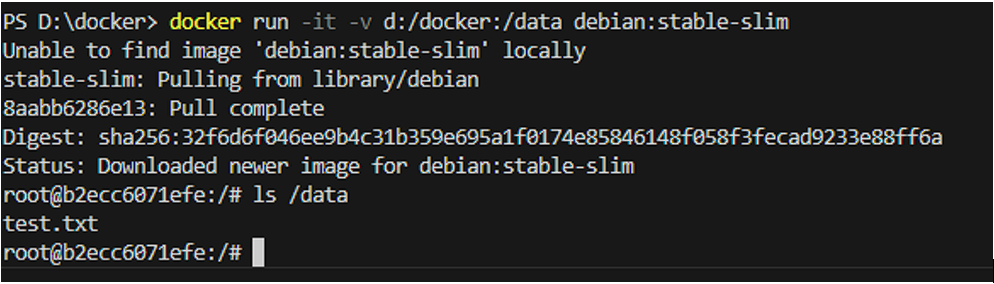 PS D:\docker> docker run -it -v d:/docker:/data debian:stable-slim
Unable to find image 'debian:stable-slim' locally
stable-slim: Pulling from library/debian
8aabb6286e13: Pull complete
Digest: sha256:32f6d6f046ee9b4c31b359e695a1f0174e85846148f058f3fecad9233e88ff6a
Status: Downloaded newer image for debian:stable-slim
root@b2ecc6071efe:/# ls /data
test.txt
root@b2ecc6071efe:/#